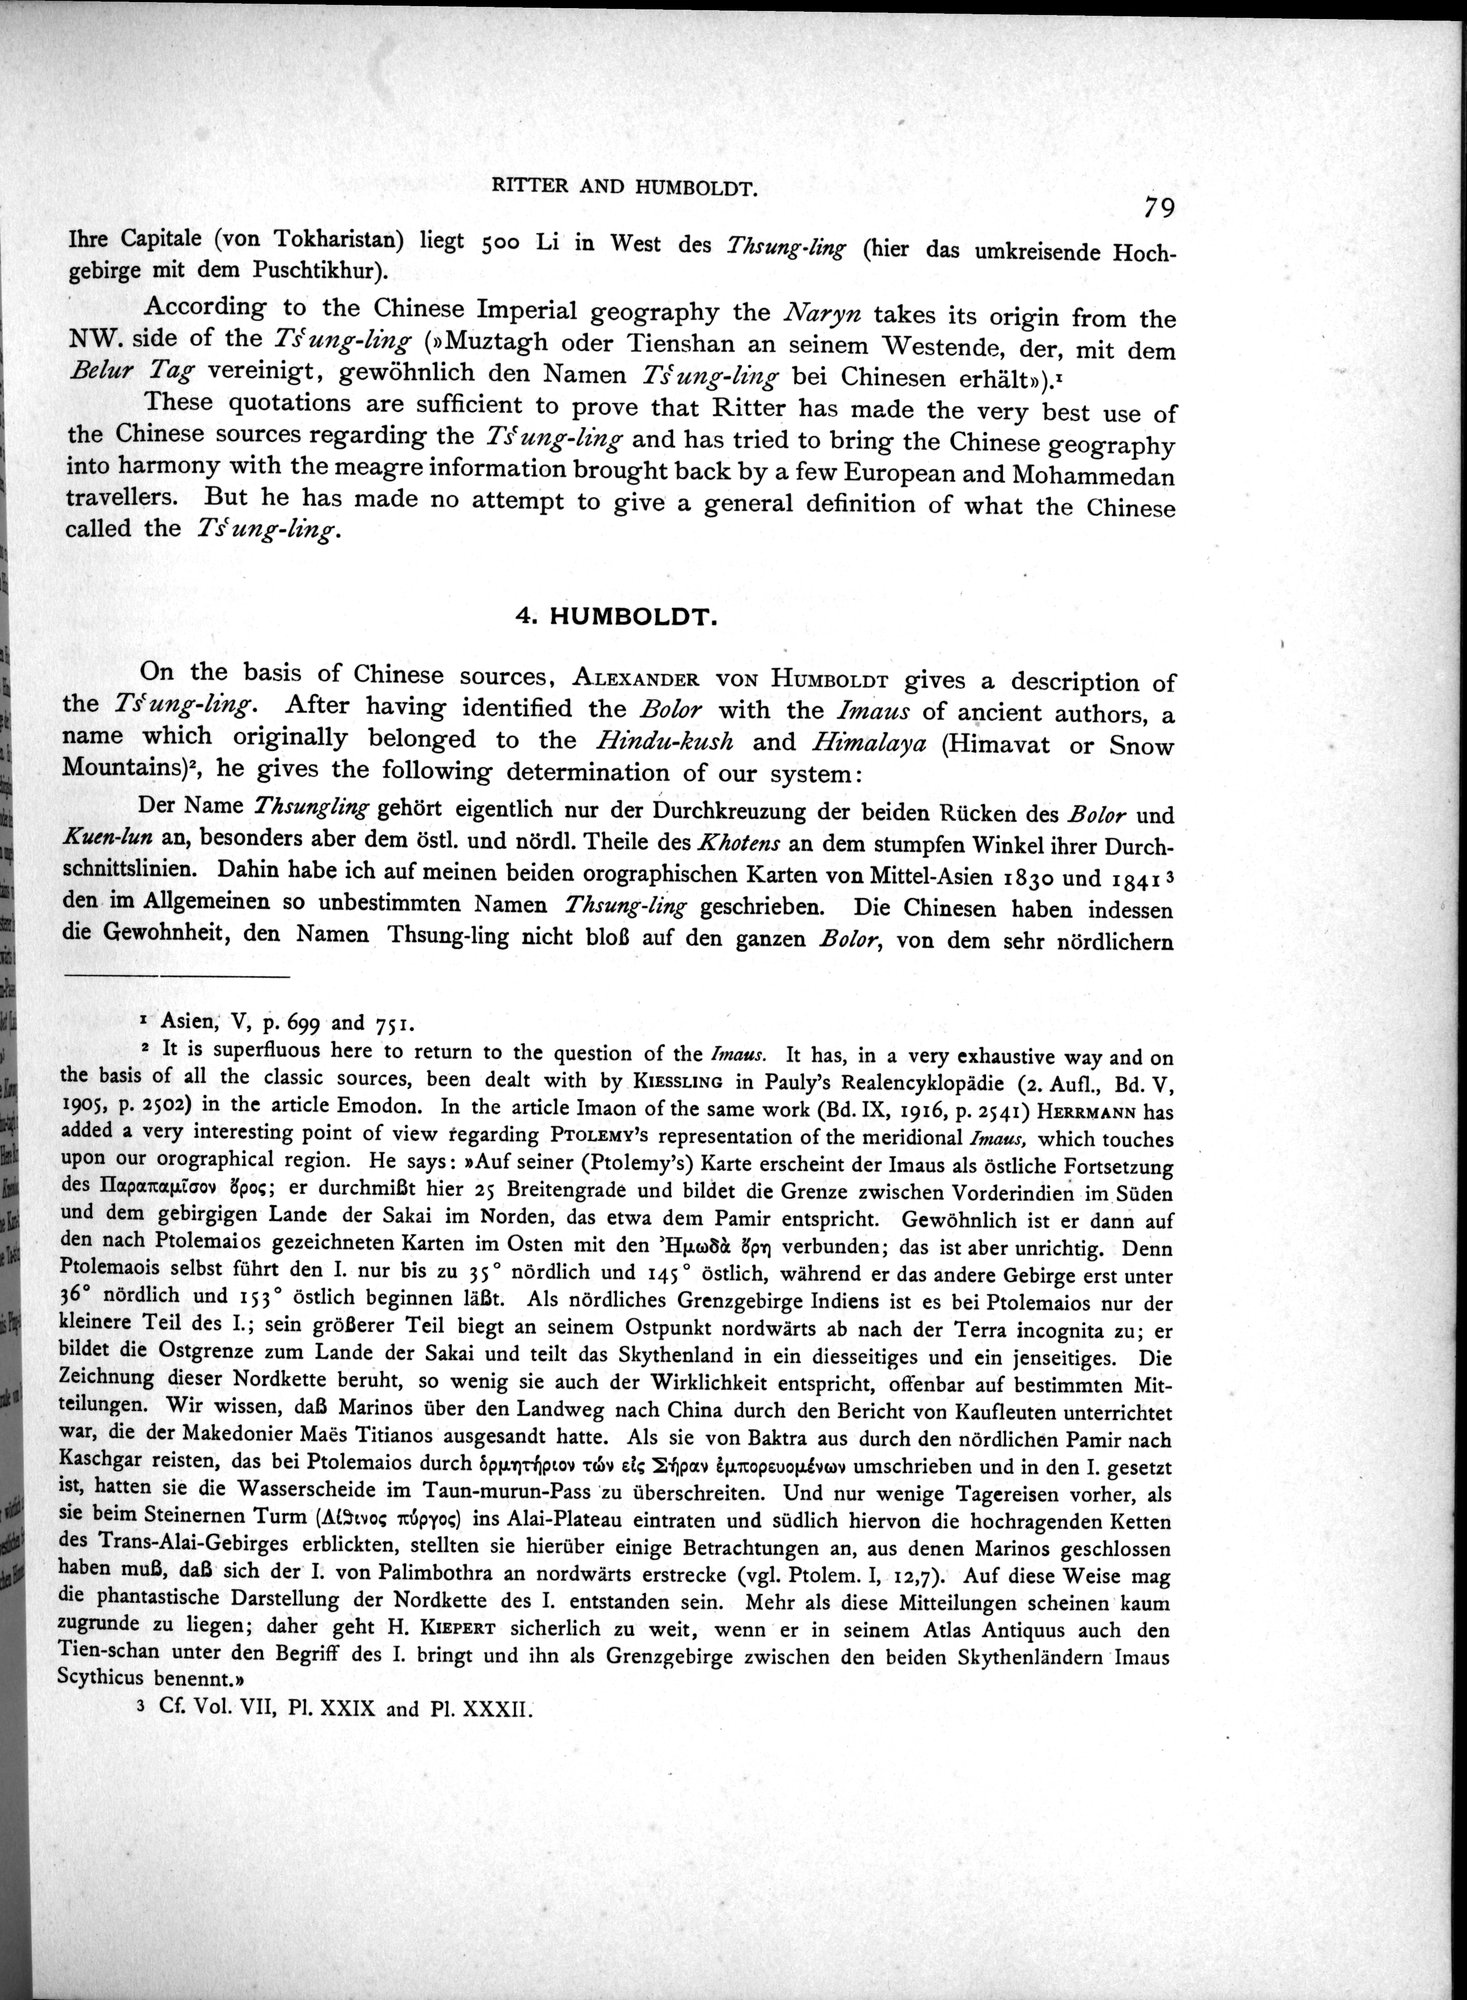 RITTER AND HUMBOLDT.
79
Ihre Capitale (von Tokharistan) liegt 500 Li in West des Thsung-ling (hier das umkreisende Hoch-
gebirge mit dem Puschtikhur).
According to the Chinese Imperial geography the Naryn takes its origin from the
NW. side of the Tś‘ung-ling (»Muztagh oder Tienshan an seinem Westende, der, mit dem
Belur Tag vereinigt, gewöhnlich den Namen Tś‘ung-ling bei Chinesen erhält»).¹
These quotations are sufficient to prove that Ritter has made the very best use of
the Chinese sources regarding the Tś‘ung-ling and has tried to bring the Chinese geography
into harmony with the meagre information brought back by a few European and Mohammedan
travellers. But he has made no attempt to give a general definition of what the Chinese
called the Tś‘ung-ling.
4. HUMBOLDT.
On the basis of Chinese sources, ALEXANDER VON HUMBOLDT gives a description of
the Tś‘ung-ling. After having identified the Bolor with the Imaus of ancient authors, a
name which originally belonged to the Hindu-kush and Himalaya (Himavat or Snow
Mountains)², he gives the following determination of our system:
Der Name Thsungling gehört eigentlich nur der Durchkreuzung der beiden Rücken des Bolor und
Kuen-lun an, besonders aber dem östl. und nördl. Theile des Khotens an dem stumpfen Winkel ihrer Durch-
schnittslinien. Dahin habe ich auf meinen beiden orographischen Karten von Mittel-Asien 1830 und 1841³
den im Allgemeinen so unbestimmten Namen Thsung-ling geschrieben. Die Chinesen haben indessen
die Gewohnheit, den Namen Thsung-ling nicht bloß auf den ganzen Bolor, von dem sehr nördlichern
¹ Asien, V, p. 699 and 751.
² It is superfluous here to return to the question of the Imaus. It has, in a very exhaustive way and on
the basis of all the classic sources, been dealt with by KIESSLING in Pauly's Realencyklopädie (2. Aufl., Bd. V,
1905, p. 2502) in the article Emodon. In the article Imaon of the same work (Bd. IX, 1916, p. 2541) HERRMANN has
added a very interesting point of view regarding PTOLEMY'S representation of the meridional Imaus, which touches
upon our orographical region. He says: »Auf seiner (Ptolemy's) Karte erscheint der Imaus als östliche Fortsetzung
des Παραπαμῖσον ὄρος; er durchmißt hier 25 Breitengrade und bildet die Grenze zwischen Vorderindien im Süden
und dem gebirgigen Lande der Sakai im Norden, das etwa dem Pamir entspricht. Gewöhnlich ist er dann auf
den nach Ptolemaios gezeichneten Karten im Osten mit den Ἠμωδὰ ὄρη verbunden; das ist aber unrichtig. Denn
Ptolemaois selbst führt den I. nur bis zu 35° nördlich und 145° östlich, während er das andere Gebirge erst unter
36° nördlich und 153° östlich beginnen läßt. Als nördliches Grenzgebirge Indiens ist es bei Ptolemaios nur der
kleinere Teil des I.; sein größerer Teil biegt an seinem Ostpunkt nordwärts ab nach der Terra incognita zu; er
bildet die Ostgrenze zum Lande der Sakai und teilt das Skythenland in ein diesseitiges und ein jenseitiges. Die
Zeichnung dieser Nordkette beruht, so wenig sie auch der Wirklichkeit entspricht, offenbar auf bestimmten Mit-
teilungen. Wir wissen, daß Marinos über den Landweg nach China durch den Bericht von Kaufleuten unterrichtet
war, die der Makedonier Maës Titianos ausgesandt hatte. Als sie von Baktra aus durch den nördlichen Pamir nach
Kaschgar reisten, das bei Ptolemaios durch ὁρμητήριον τῶν εἰς Σήραν ἐμπορευομένων umschrieben und in den I. gesetzt
ist, hatten sie die Wasserscheide im Taun-murun-Pass zu überschreiten. Und nur wenige Tagereisen vorher, als
sie beim Steinernen Turm (Λίθινος πύργος) ins Alai-Plateau eintraten und südlich hiervon die hochragenden Ketten
des Trans-Alai-Gebirges erblickten, stellten sie hierüber einige Betrachtungen an, aus denen Marinos geschlossen
haben muß, daß sich der I. von Palimbothra an nordwärts erstrecke (vgl. Ptolem. I, 12,7). Auf diese Weise mag
die phantastische Darstellung der Nordkette des I. entstanden sein. Mehr als diese Mitteilungen scheinen kaum
zugrunde zu liegen; daher geht H. KIEPERT sicherlich zu weit, wenn er in seinem Atlas Antiquus auch den
Tien-schan unter den Begriff des I. bringt und ihn als Grenzgebirge zwischen den beiden Skythenländern Imaus
Scythicus benennt.»
³ Cf. Vol. VII, Pl. XXIX and Pl. XXXII.